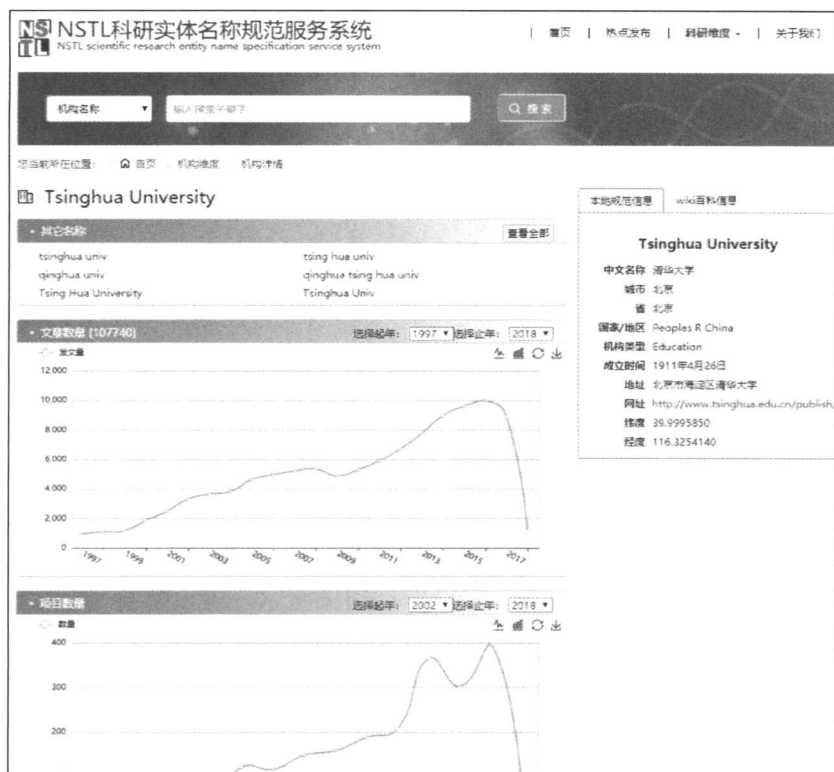 NSTL科研实体名称规范服务系统
NSTL scientific research entity name specification service system
| 首页 | 热点发布 | 科研维度 | 关于我们
机构名称 ▼ 输入搜索关键字 搜索
您当前所在位置: 首页 机构维度 机构详情
Tsinghua University
· 其它名称 查看全部
tsinghua univ tsing hua univ
qinghua univ qinghua tsing hua univ
Tsing Hua University Tsinghua Univ
· 文章数量 [107740] 选择起年: 1997 ▼ 选择止年: 2018 ▼
发文量
12,000
10,000
8,000
6,000
4,000
2,000
0
1997 1999 2001 2003 2005 2007 2009 2011 2013 2015 2017
· 项目数量 选择起年: 2002 ▼ 选择止年: 2018 ▼
数量
400
300
200
本地规范信息 wiki百科信息
Tsinghua University
中文名称 清华大学
城市 北京
省 北京
国家/地区 Peoples R China
机构类型 Education
成立时间 1911年4月26日
地址 北京市海淀区清华大学
网址 http://www.tsinghua.edu.cn/publish/
纬度 39.9995850
经度 116.3254140